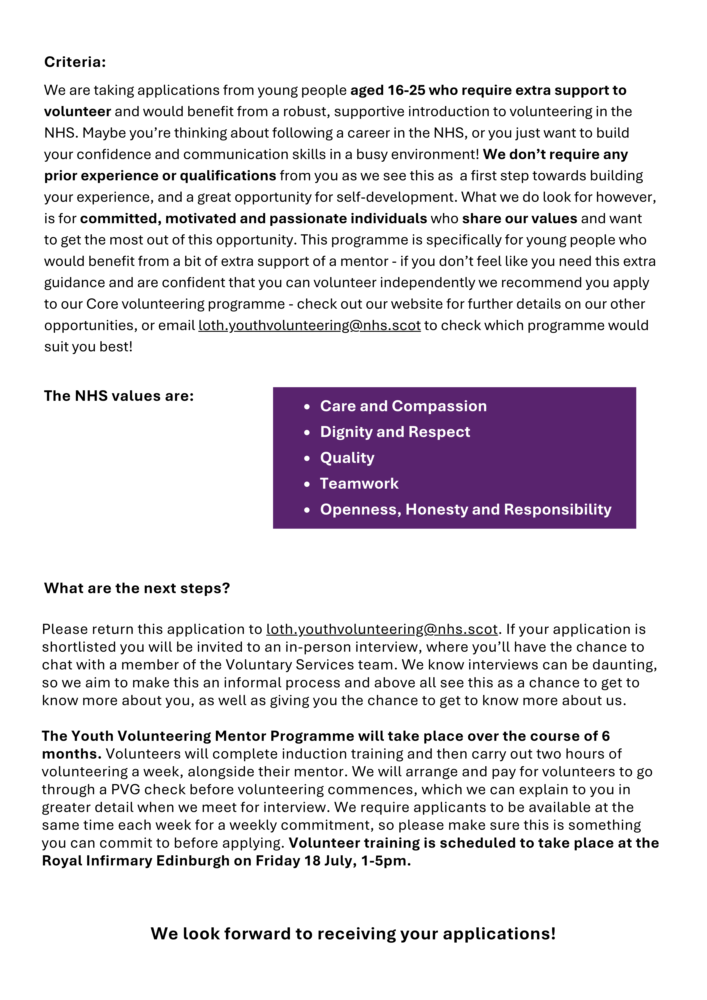 Criteria:
We are taking applications from young people aged 16-25 who require extra support to
volunteer and would benefit from a robust, supportive introduction to volunteering in the
NHS. Maybe you’re thinking about following a career in the NHS, or you just want to build
your confidence and communication skills in a busy environment! We don’t require any
prior experience or qualifications from you as we see this as  a first step towards building
your experience, and a great opportunity for self-development. What we do look for however,
is for committed, motivated and passionate individuals who share our values and want
to get the most out of this opportunity. This programme is specifically for young people who
would benefit from a bit of extra support of a mentor - if you don’t feel like you need this extra
guidance and are confident that you can volunteer independently we recommend you apply
to our Core volunteering programme - check out our website for further details on our other
opportunities, or email loth.youthvolunteering@nhs.scot to check which programme would
suit you best!
The NHS values are:
• Care and Compassion
• Dignity and Respect
• Quality
• Teamwork
• Openness, Honesty and Responsibility
What are the next steps?
Please return this application to loth.youthvolunteering@nhs.scot. If your application is
shortlisted you will be invited to an in-person interview, where you’ll have the chance to
chat with a member of the Voluntary Services team. We know interviews can be daunting,
so we aim to make this an informal process and above all see this as a chance to get to
know more about you, as well as giving you the chance to get to know more about us.
The Youth Volunteering Mentor Programme will take place over the course of 6
months. Volunteers will complete induction training and then carry out two hours of
volunteering a week, alongside their mentor. We will arrange and pay for volunteers to go
through a PVG check before volunteering commences, which we can explain to you in
greater detail when we meet for interview. We require applicants to be available at the
same time each week for a weekly commitment, so please make sure this is something
you can commit to before applying. Volunteer training is scheduled to take place at the
Royal Infirmary Edinburgh on Friday 18 July, 1-5pm.
We look forward to receiving your applications!